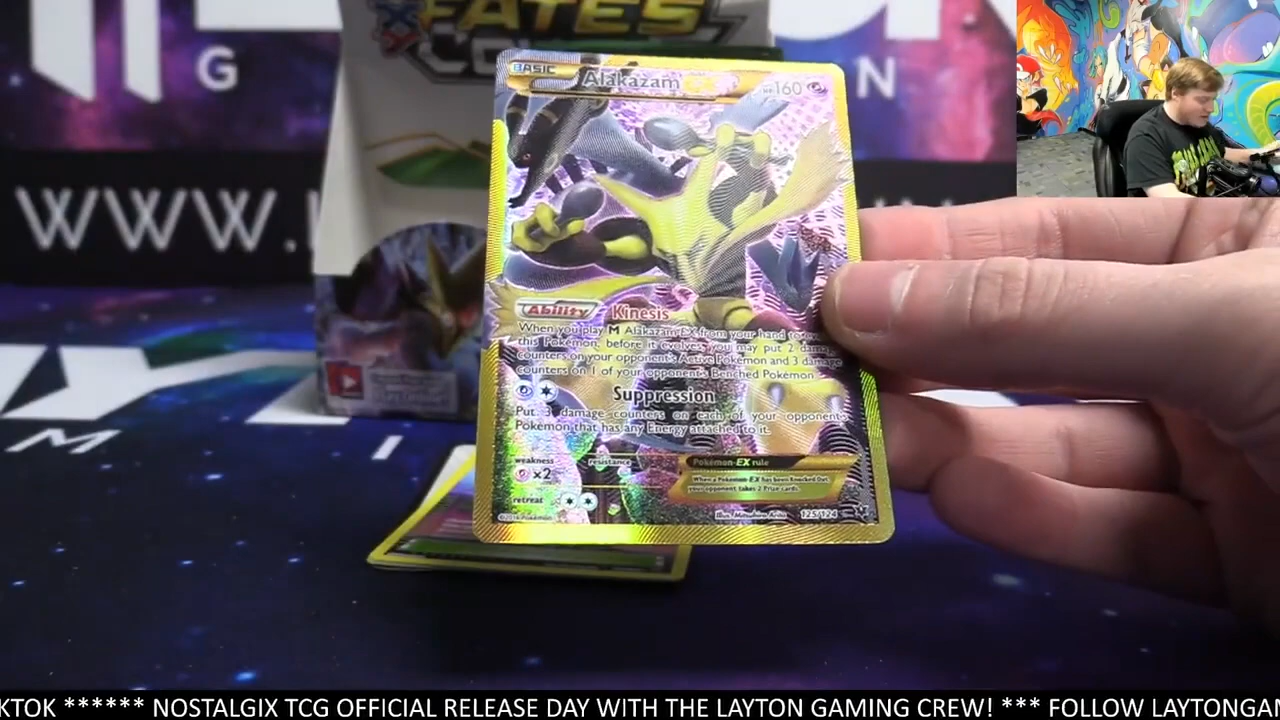 FATES
G
N
WWW.
M
I
BASIC
Alakazam EX
HP160
Ability Kinesis
When you play M Alakazam-EX from your hand to
this Pokémon, before it evolves, you may put 2 damage
counters on your opponent's Active Pokémon and 3 damage
counters on 1 of your opponent's Benched Pokémon.
Suppression
Put 3 damage counters on each of your opponent's
Pokémon that has any Energy attached to it.
weakness
×2
resistance
retreat
Pokémon-EX rule
When a Pokémon-EX has been Knocked Out,
your opponent takes 2 Prize cards.
©2016 Pokémon
Illus. Mitsuhiro Arita
125/124
KTOK ****** NOSTALGIX TCG OFFICIAL RELEASE DAY WITH THE LAYTON GAMING CREW! *** FOLLOW LAYTONGA